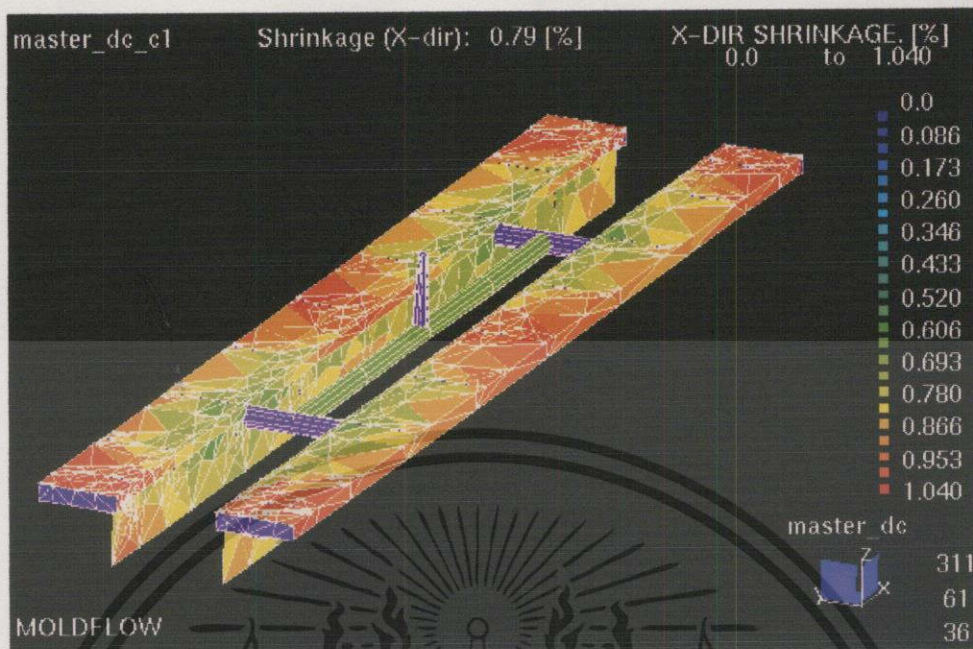 master_dc_c1
Shrinkage (X-dir): 0.79 [%]
X-DIR SHRINKAGE. [%]
0.0 to 1.040
0.0
0.086
0.173
0.260
0.346
0.433
0.520
0.606
0.693
0.780
0.866
0.953
1.040
master_dc
Z
X
Y
311
61
36
MOLDFLOW